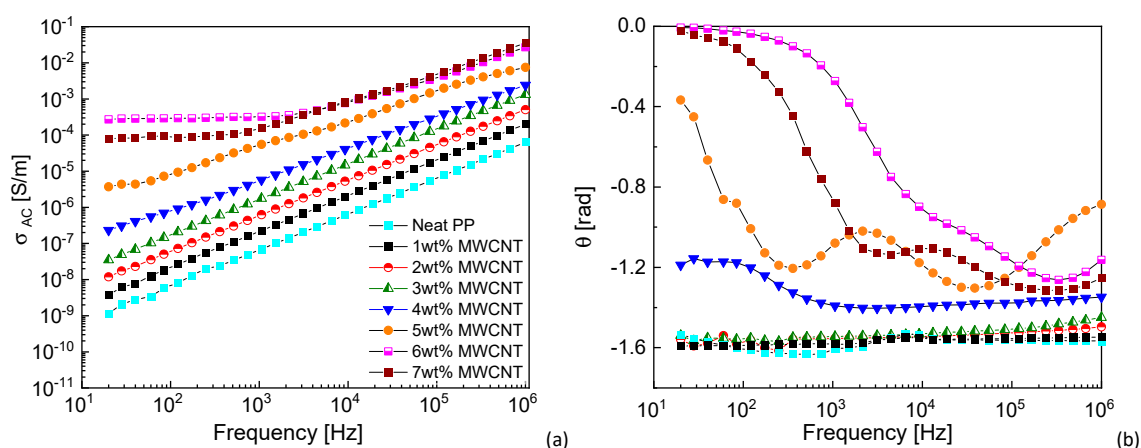 10^-1
10^-2
10^-3
10^-4
10^-5
10^-6
10^-7
10^-8
10^-9
10^-10
10^-11
σ AC [S/m]
Neat PP
1wt% MWCNT
2wt% MWCNT
3wt% MWCNT
4wt% MWCNT
5wt% MWCNT
6wt% MWCNT
7wt% MWCNT
10^1 10^2 10^3 10^4 10^5 10^6
Frequency [Hz]
(a)
0.0
-0.4
-0.8
-1.2
-1.6
θ [rad]
10^1 10^2 10^3 10^4 10^5 10^6
Frequency [Hz]
(b)